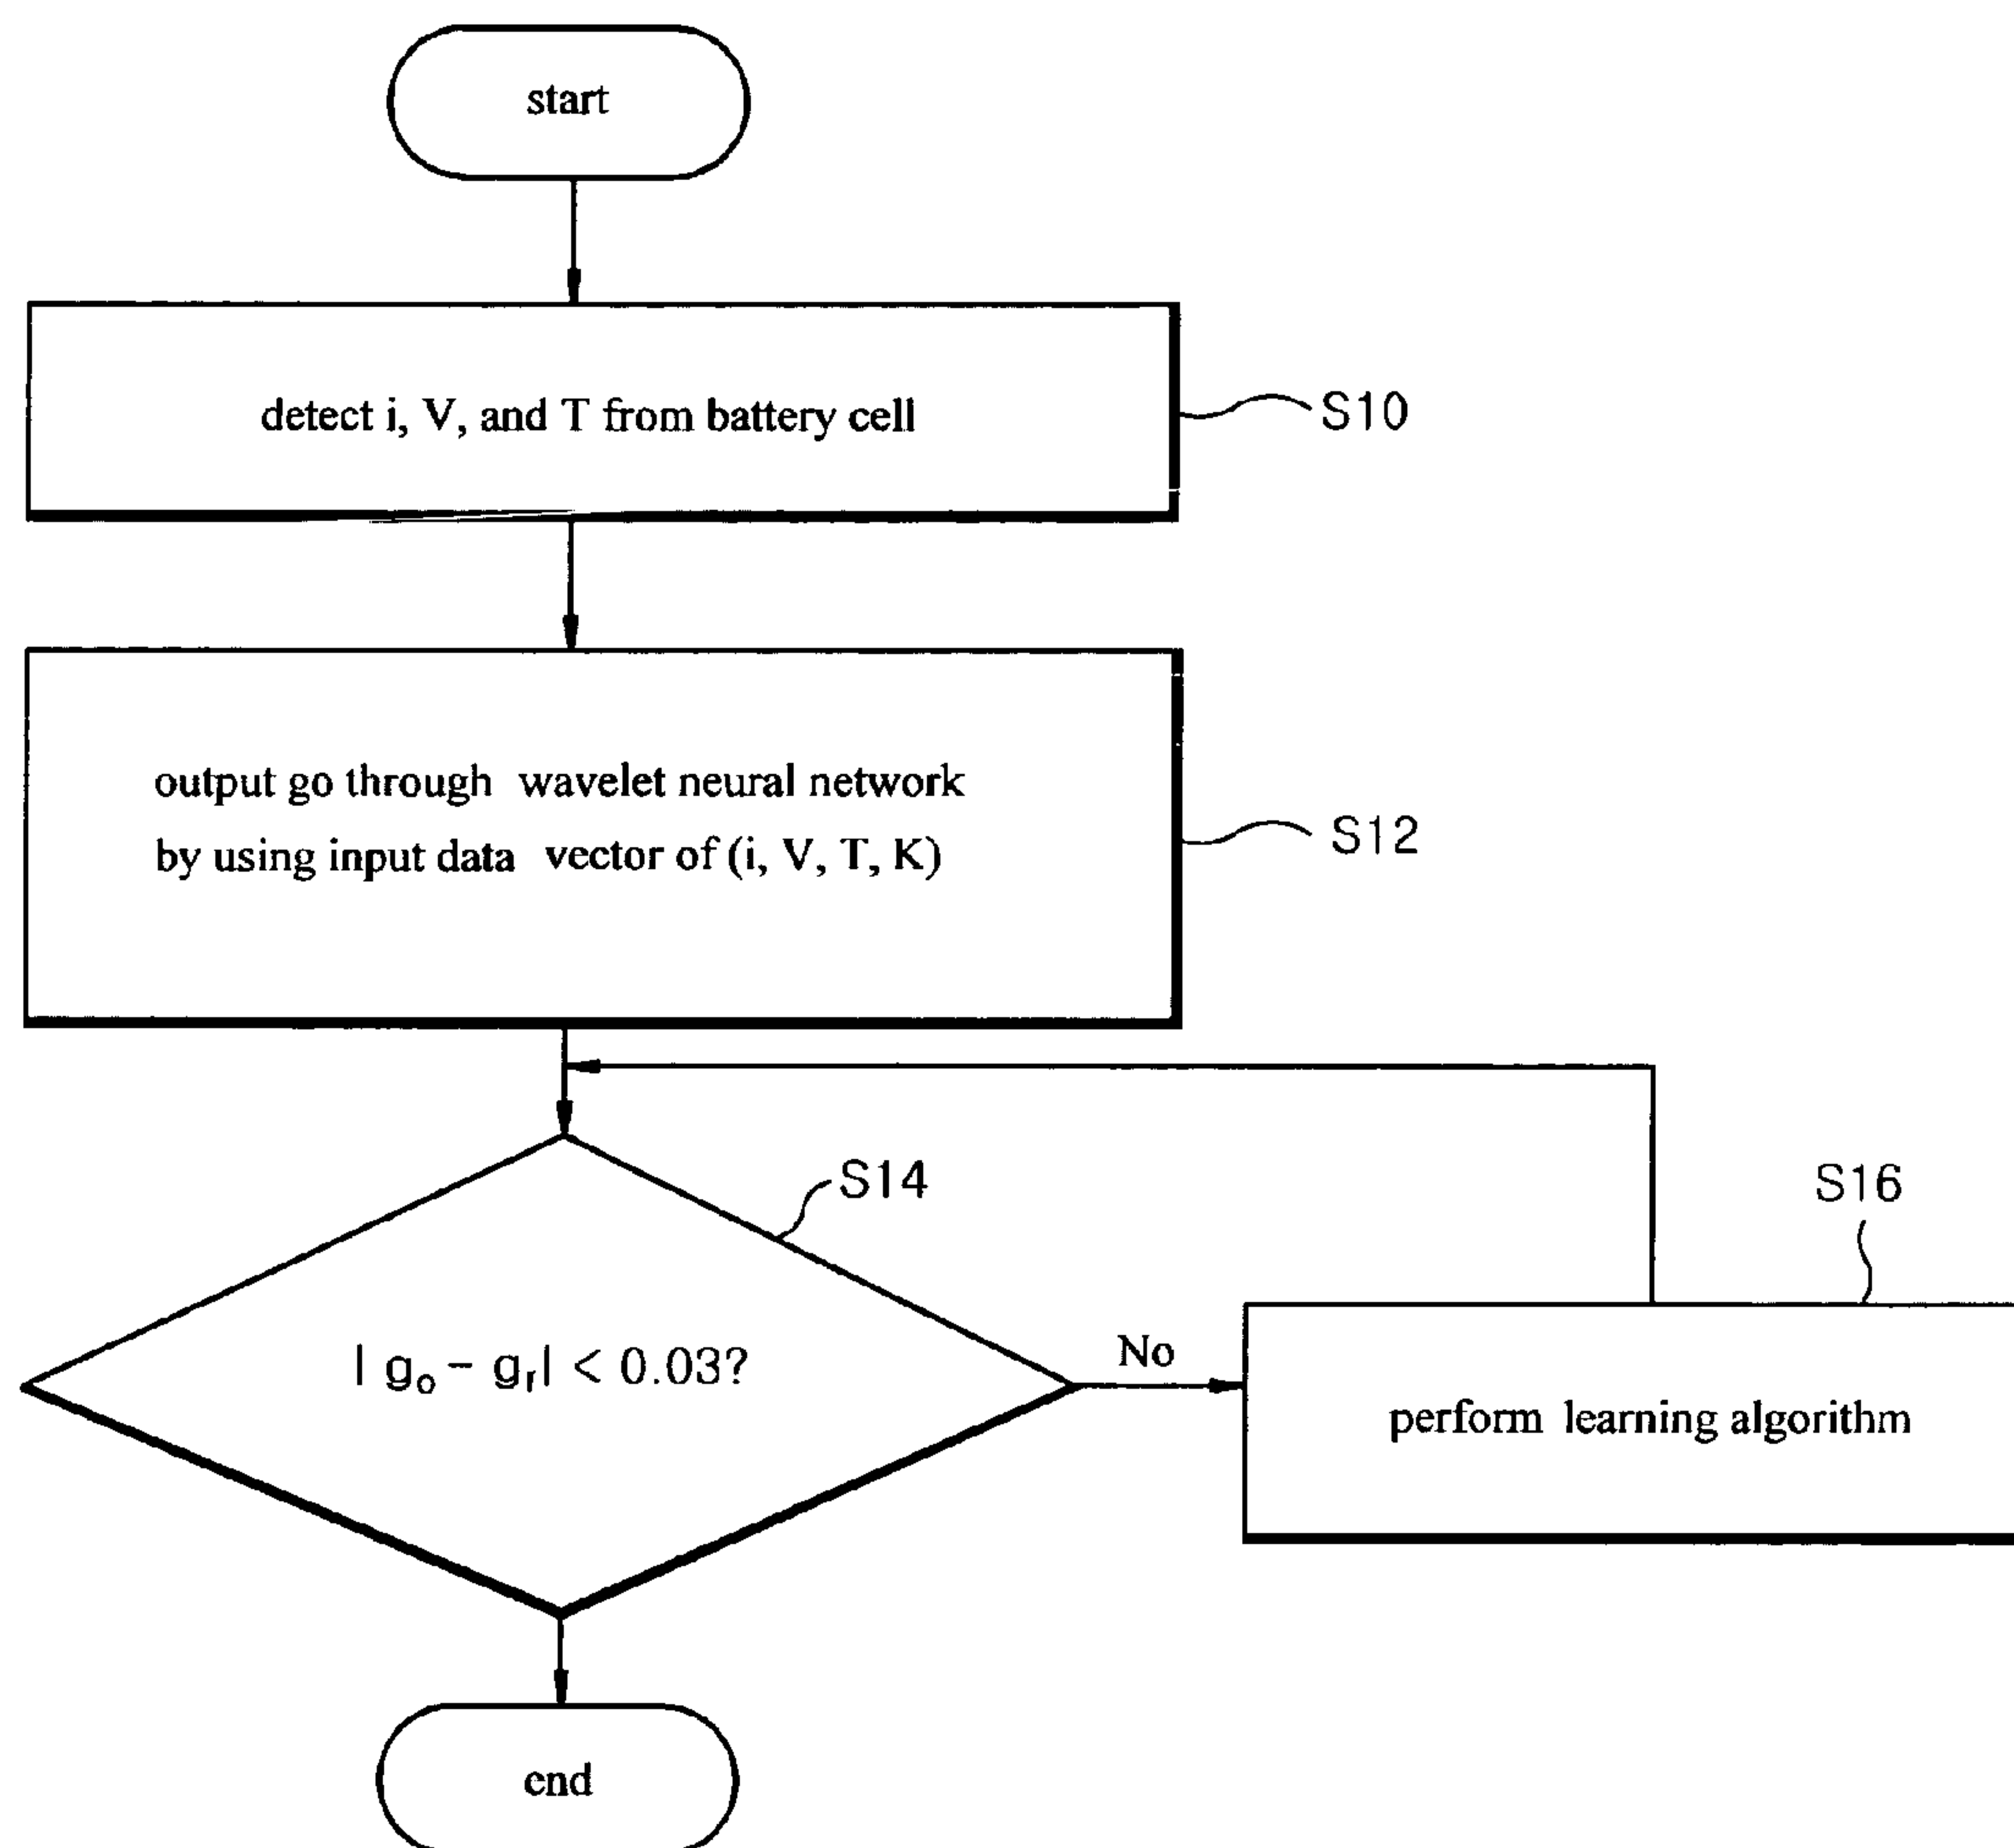 start
detect i, V, and T from battery cell
S10
output go through wavelet neural network
by using input data vector of (i, V, T, K)
S12
S14
S16
| gₒ − gᵣ| < 0.03?
No
perform learning algorithm
end